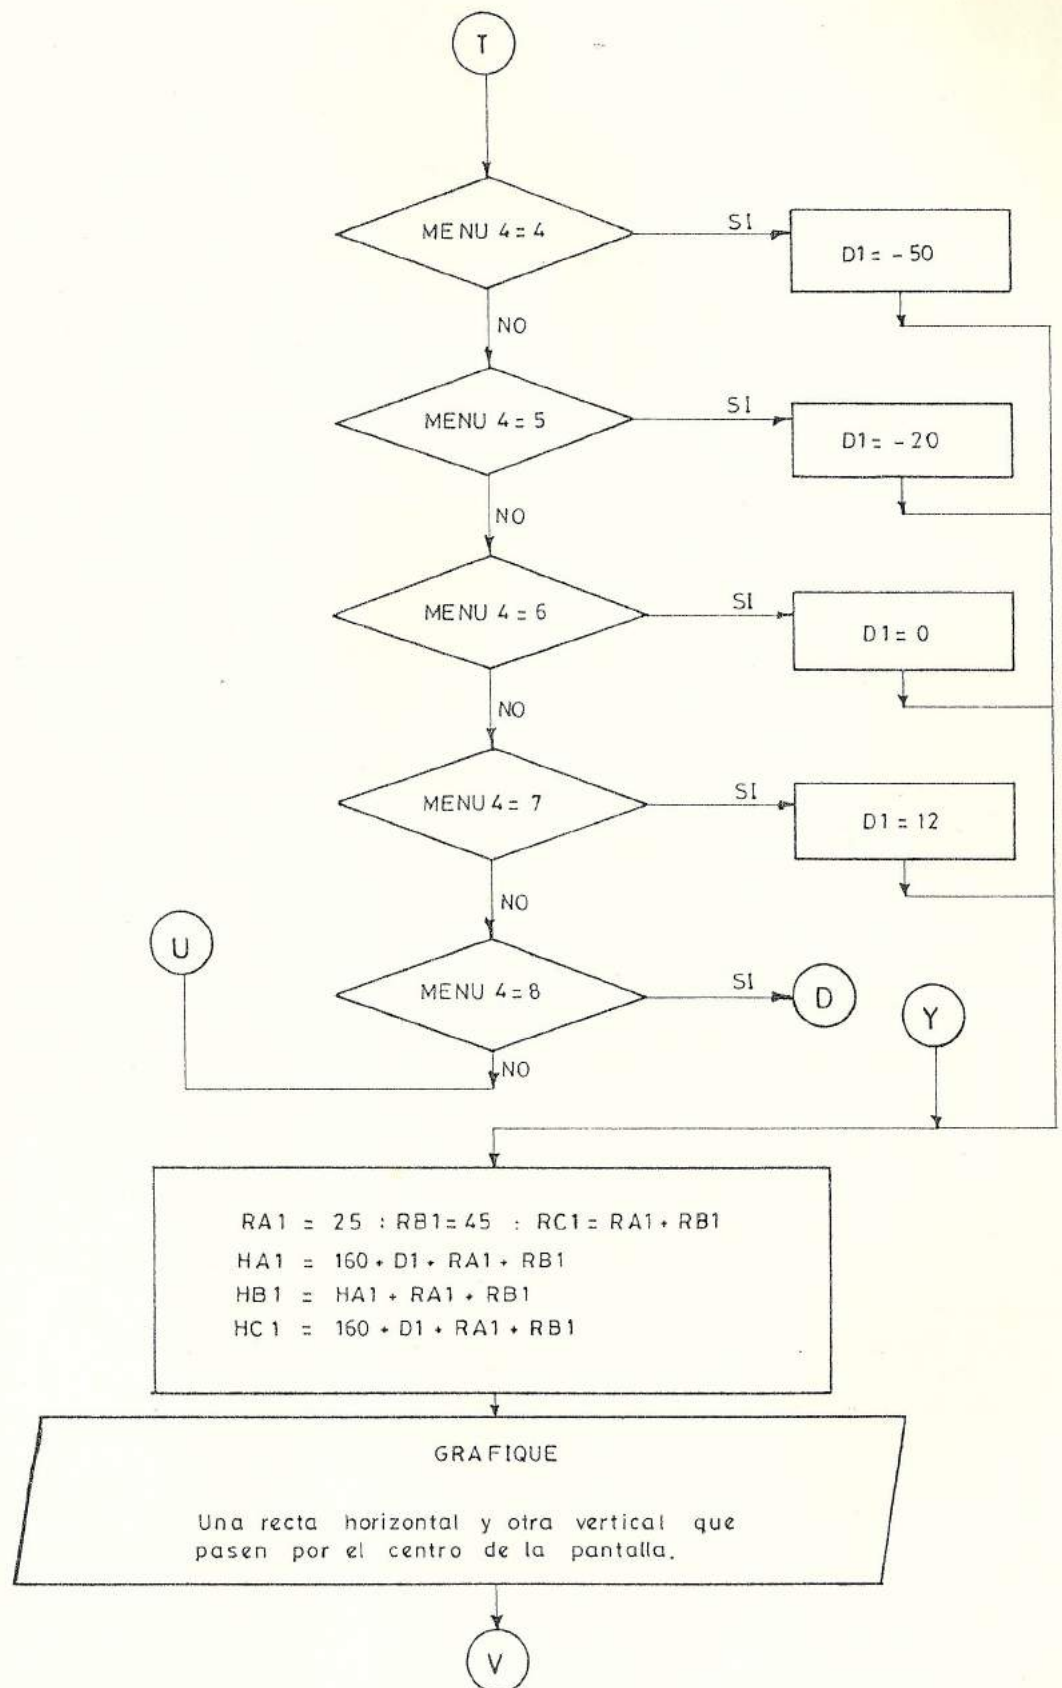 T
MENU 4 = 4
SI
D1 = - 50
NO
MENU 4 = 5
SI
D1 = - 20
NO
MENU 4 = 6
SI
D1 = 0
NO
MENU 4 = 7
SI
D1 = 12
NO
U
MENU 4 = 8
SI
D
Y
NO
RA1 = 25 : RB1 = 45 : RC1 = RA1 + RB1
HA1 = 160 + D1 + RA1 + RB1
HB1 = HA1 + RA1 + RB1
HC1 = 160 + D1 + RA1 + RB1
GRAFIQUE
Una recta horizontal y otra vertical que
pasen por el centro de la pantalla.
V